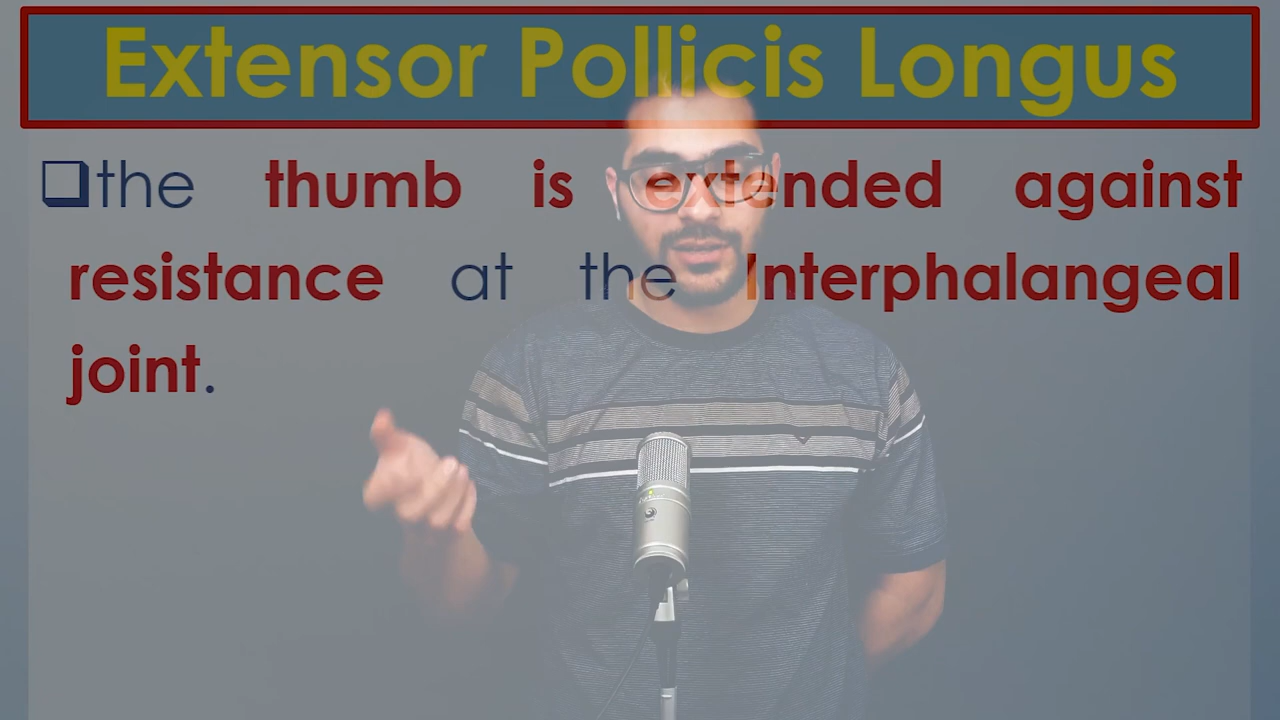 Extensor Pollicis Longus
❑the thumb is extended against
resistance at the Interphalangeal
joint.